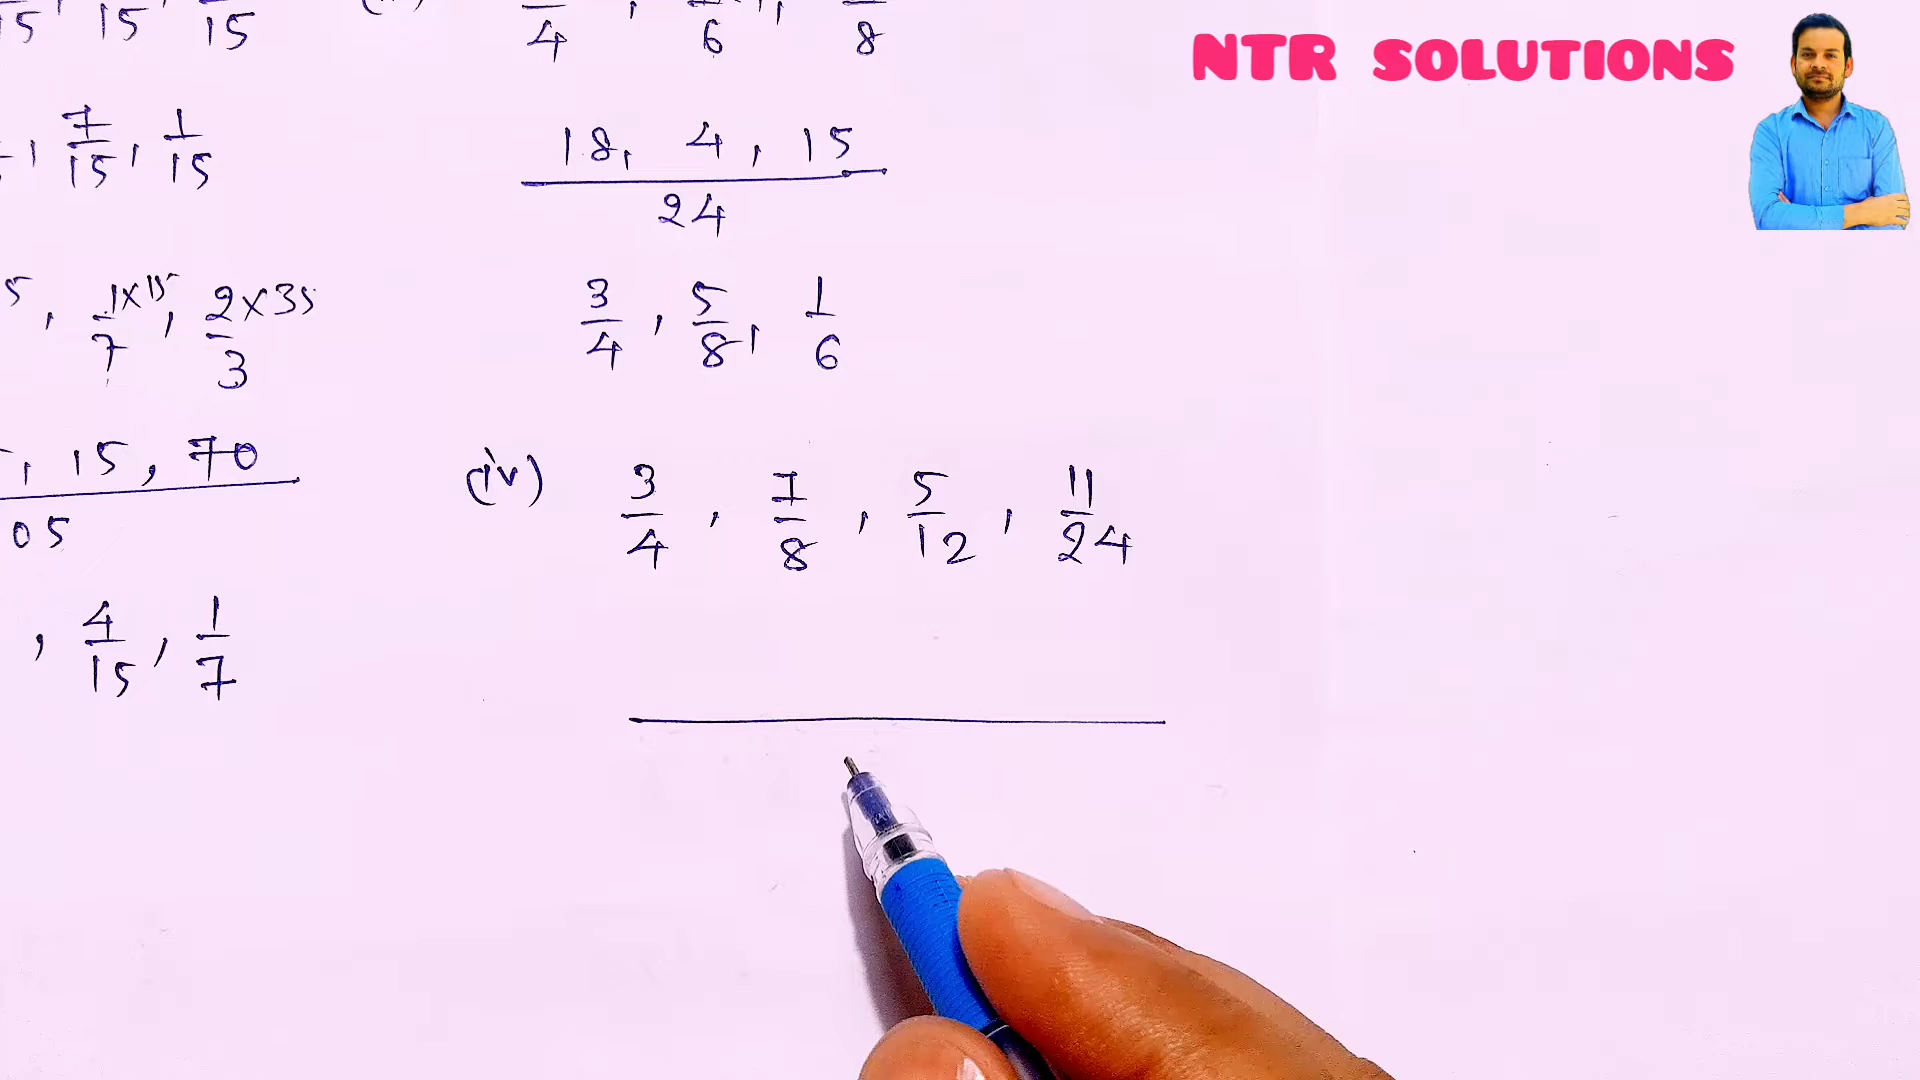 NTR SOLUTIONS
15, 15, 15
4, 6, 8
, 7/15, 1/15
18, 4, 15
24
5, 1×15/7, 2×35/3
3/4, 5/8, 1/6
, 15, 70
05
(iv) 3/4, 7/8, 5/12, 11/24
, 4/15, 1/7